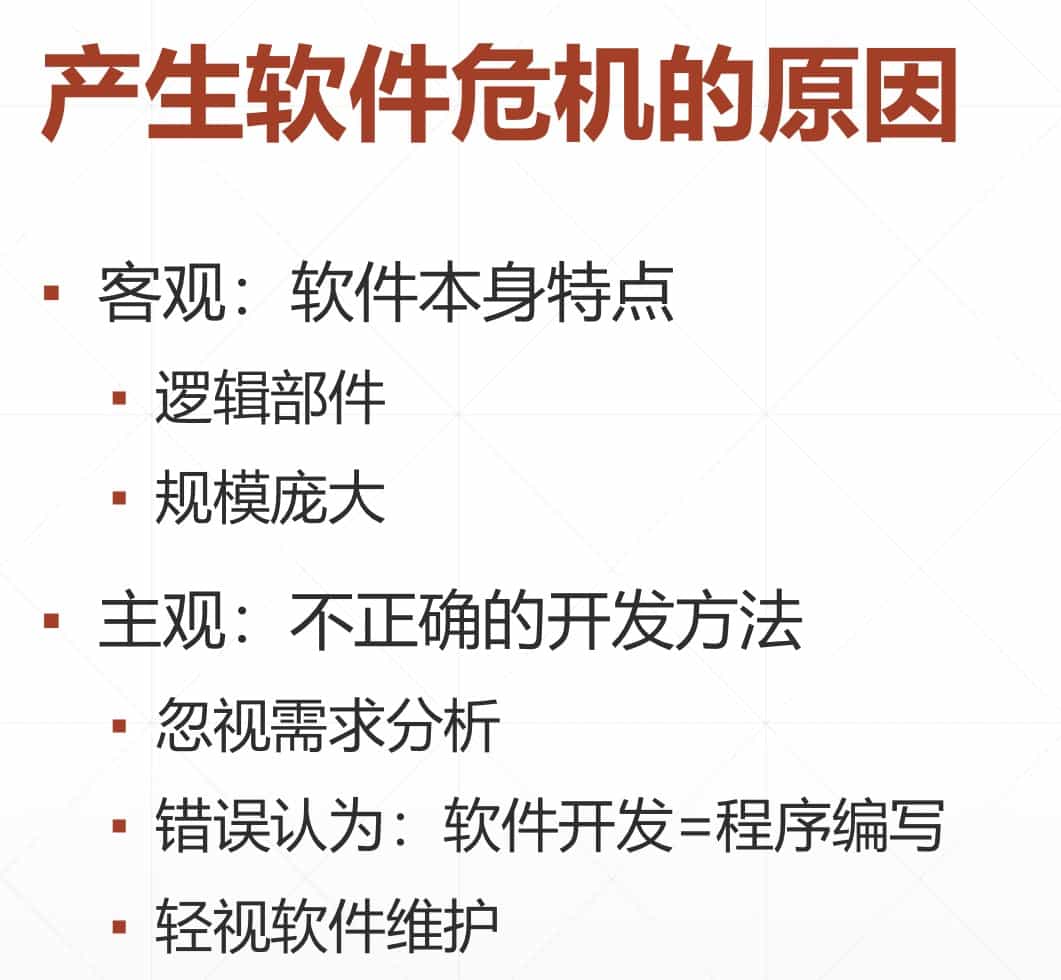 产生软件危机的原因
▪ 客观：软件本身特点
▪ 逻辑部件
▪ 规模庞大
▪ 主观：不正确的开发方法
▪ 忽视需求分析
▪ 错误认为：软件开发=程序编写
▪ 轻视软件维护